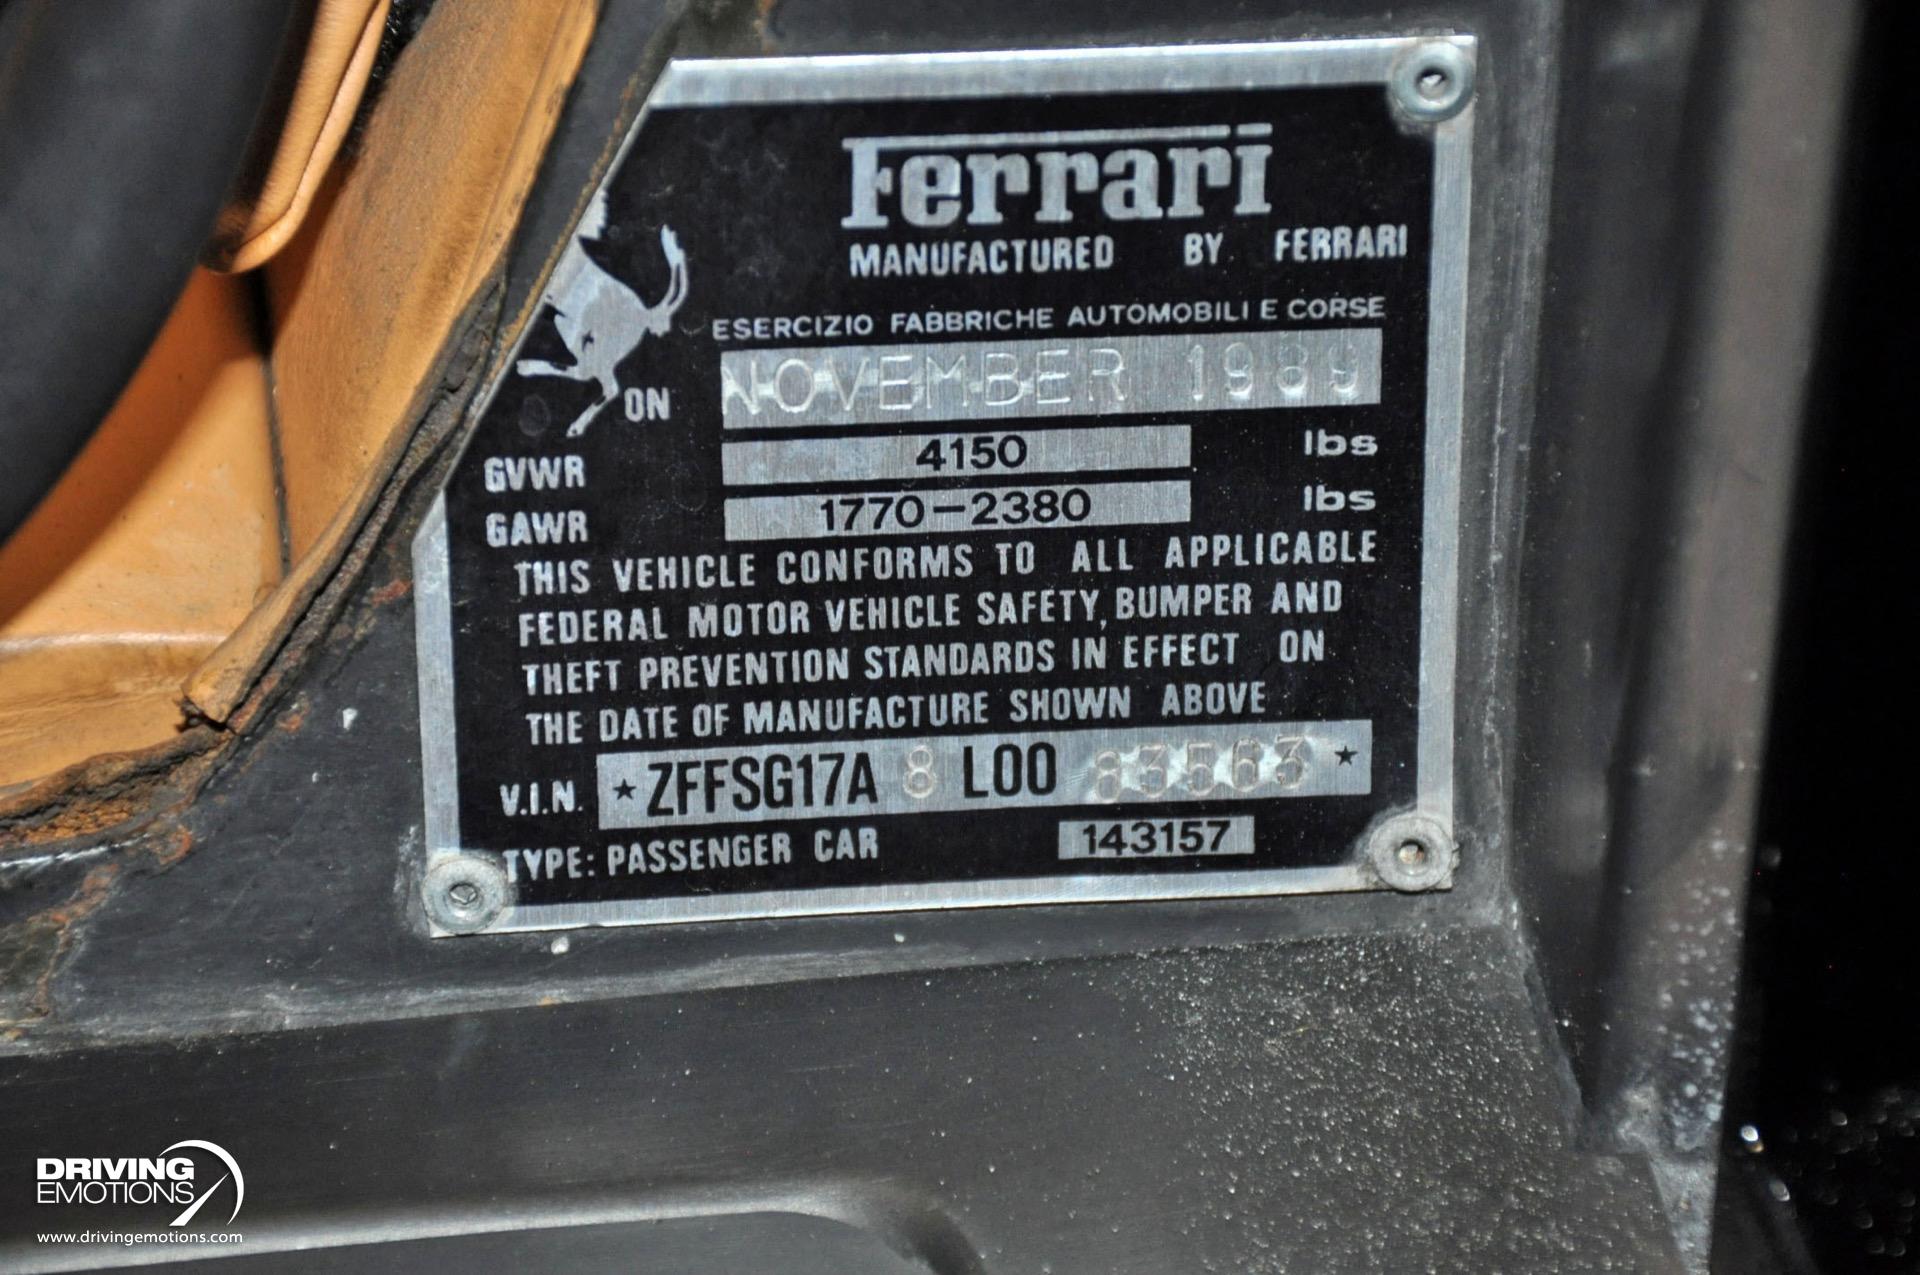 Ferrari
MANUFACTURED BY FERRARI
ESERCIZIO FABBRICHE AUTOMOBILI E CORSE
ON NOVEMBER 1989
GVWR 4150 lbs
GAWR 1770-2380 lbs
THIS VEHICLE CONFORMS TO ALL APPLICABLE
FEDERAL MOTOR VEHICLE SAFETY, BUMPER AND
THEFT PREVENTION STANDARDS IN EFFECT ON
THE DATE OF MANUFACTURE SHOWN ABOVE
V.I.N. ★ZFFSG17A 8 L00 83563★
TYPE: PASSENGER CAR 143157
DRIVING
EMOTIONS
www.drivingemotions.com